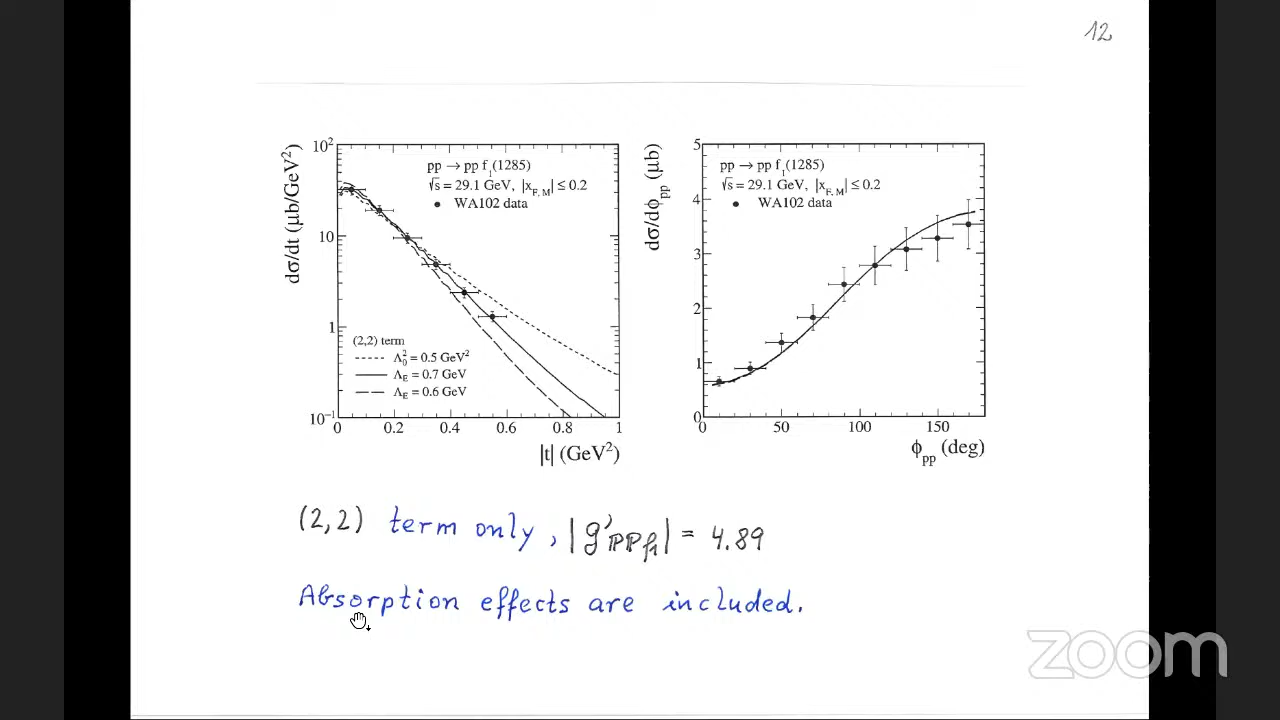 12
dσ/dt (μb/GeV²)
10²
10
1
10⁻¹
pp → pp f₁(1285)
√s = 29.1 GeV, |x_F, M| ≤ 0.2
WA102 data
(2,2) term
Λ₀² = 0.5 GeV²
Λ_E = 0.7 GeV
Λ_E = 0.6 GeV
0 0.2 0.4 0.6 0.8 1
|t| (GeV²)
dσ/dϕ_pp (μb)
5
4
3
2
1
0
pp → pp f₁(1285)
√s = 29.1 GeV, |x_F, M| ≤ 0.2
WA102 data
0 50 100 150
ϕ_pp (deg)
(2,2) term only, |g'_ℙℙf₁| = 4.89
Absorption effects are included.
zoom